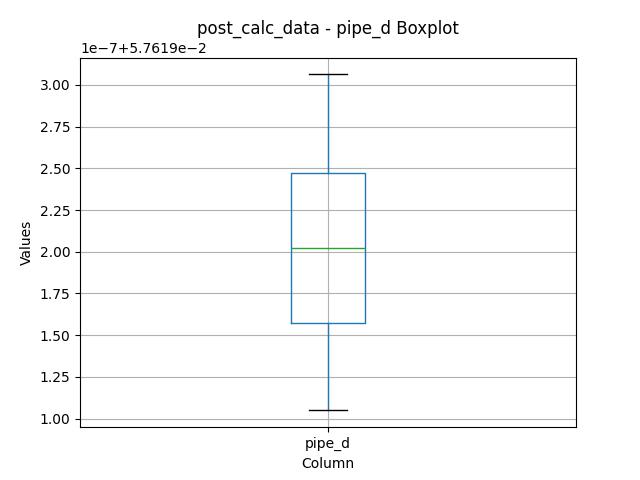 post_calc_data - pipe_d Boxplot
1e−7+5.7619e−2
3.00
2.75
2.50
2.25
2.00
1.75
1.50
1.25
1.00
Values
pipe_d
Column